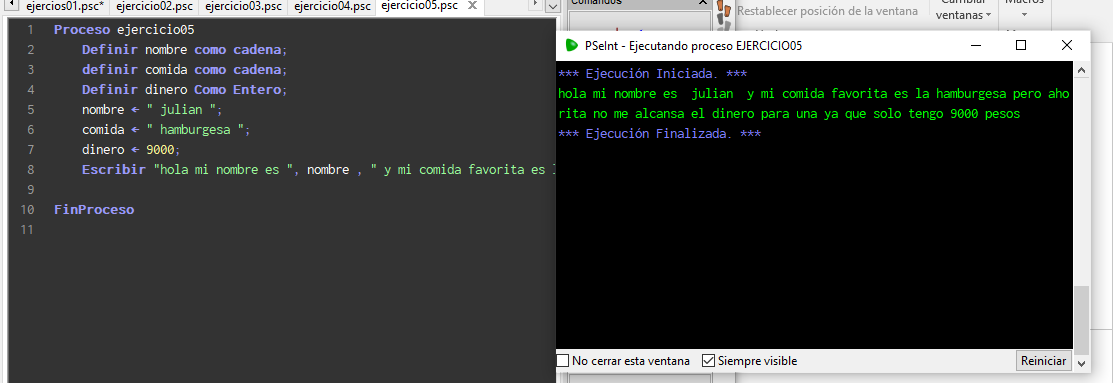 ejercios01.psc* ejercicio02.psc ejercicio03.psc ejercicio04.psc ejercicio05.psc
1 Proceso ejercicio05
2 Definir nombre como cadena;
3 definir comida como cadena;
4 Definir dinero Como Entero;
5 nombre ← " julian ";
6 comida ← " hamburgesa ";
7 dinero ← 9000;
8 Escribir "hola mi nombre es ", nombre , " y mi comida favorita es l
9
10 FinProceso
11
Comandos
Restablecer posición de la ventana
Cambiar
ventanas
Macros
PSeInt - Ejecutando proceso EJERCICIO05
*** Ejecución Iniciada. ***
hola mi nombre es  julian  y mi comida favorita es la hamburgesa pero aho
rita no me alcansa el dinero para una ya que solo tengo 9000 pesos
*** Ejecución Finalizada. ***
No cerrar esta ventana
Siempre visible
Reiniciar